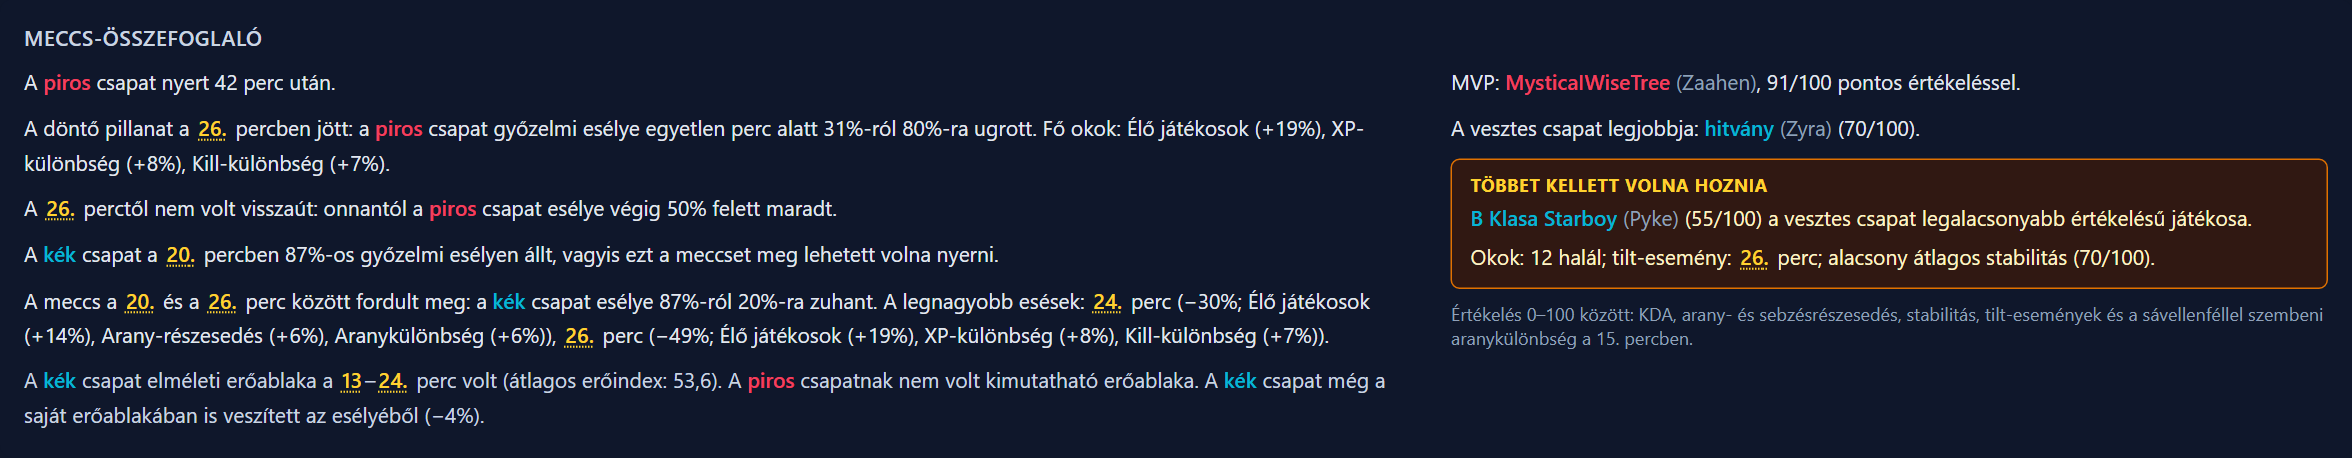 MECCS-ÖSSZEFOGLALÓ
A piros csapat nyert 42 perc után.
A döntő pillanat a 26. percben jött: a piros csapat győzelmi esélye egyetlen perc alatt 31%-ról 80%-ra ugrott. Fő okok: Élő játékosok (+19%), XP-
különbség (+8%), Kill-különbség (+7%).
A 26. perctől nem volt visszaút: onnantól a piros csapat esélye végig 50% felett maradt.
A kék csapat a 20. percben 87%-os győzelmi esélyen állt, vagyis ezt a meccset meg lehetett volna nyerni.
A meccs a 20. és a 26. perc között fordult meg: a kék csapat esélye 87%-ról 20%-ra zuhant. A legnagyobb esések: 24. perc (−30%; Élő játékosok
(+14%), Arany-részesedés (+6%), Aranykülönbség (+6%)), 26. perc (−49%; Élő játékosok (+19%), XP-különbség (+8%), Kill-különbség (+7%)).
A kék csapat elméleti erőablaka a 13–24. perc volt (átlagos erőindex: 53,6). A piros csapatnak nem volt kimutatható erőablaka. A kék csapat még a
saját erőablakában is veszített az esélyéből (−4%).
MVP: MysticalWiseTree (Zaahen), 91/100 pontos értékeléssel.
A vesztes csapat legjobbja: hitvány (Zyra) (70/100).
TÖBBET KELLETT VOLNA HOZNIA
B Klasa Starboy (Pyke) (55/100) a vesztes csapat legalacsonyabb értékelésű játékosa.
Okok: 12 halál; tilt-esemény: 26. perc; alacsony átlagos stabilitás (70/100).
Értékelés 0–100 között: KDA, arany- és sebzésrészesedés, stabilitás, tilt-események és a sávellenféllel szembeni
aranykülönbség a 15. percben.